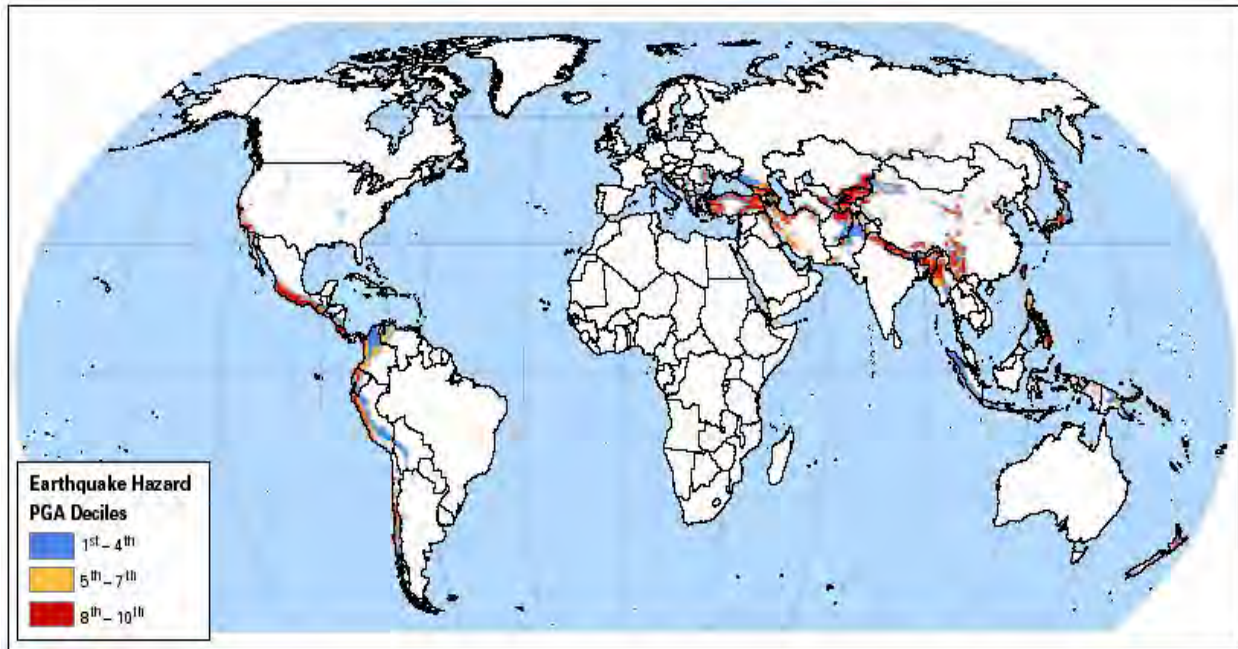 Earthquake Hazard
PGA Deciles
1st – 4th
5th – 7th
8th – 10th